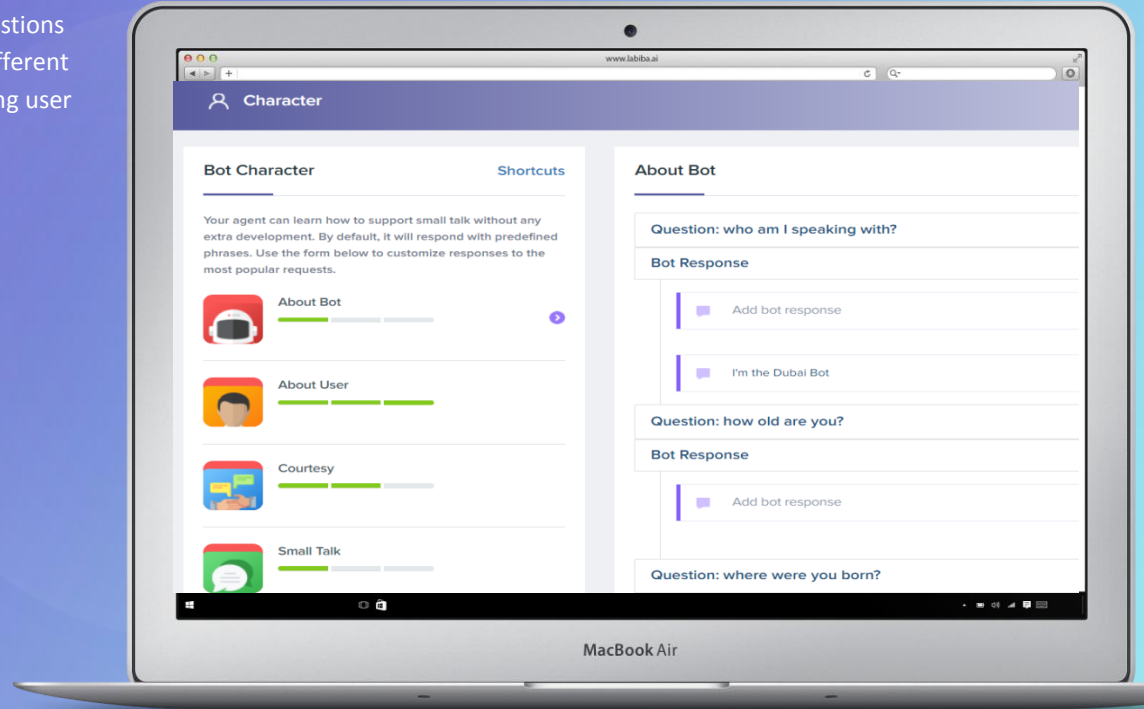 estions
fferent
ng user
www.labiba.ai
Character
Bot Character
Shortcuts
Your agent can learn how to support small talk without any
extra development. By default, it will respond with predefined
phrases. Use the form below to customize responses to the
most popular requests.
About Bot
About User
Courtesy
Small Talk
About Bot
Question: who am I speaking with?
Bot Response
Add bot response
I'm the Dubai Bot
Question: how old are you?
Bot Response
Add bot response
Question: where were you born?
MacBook Air